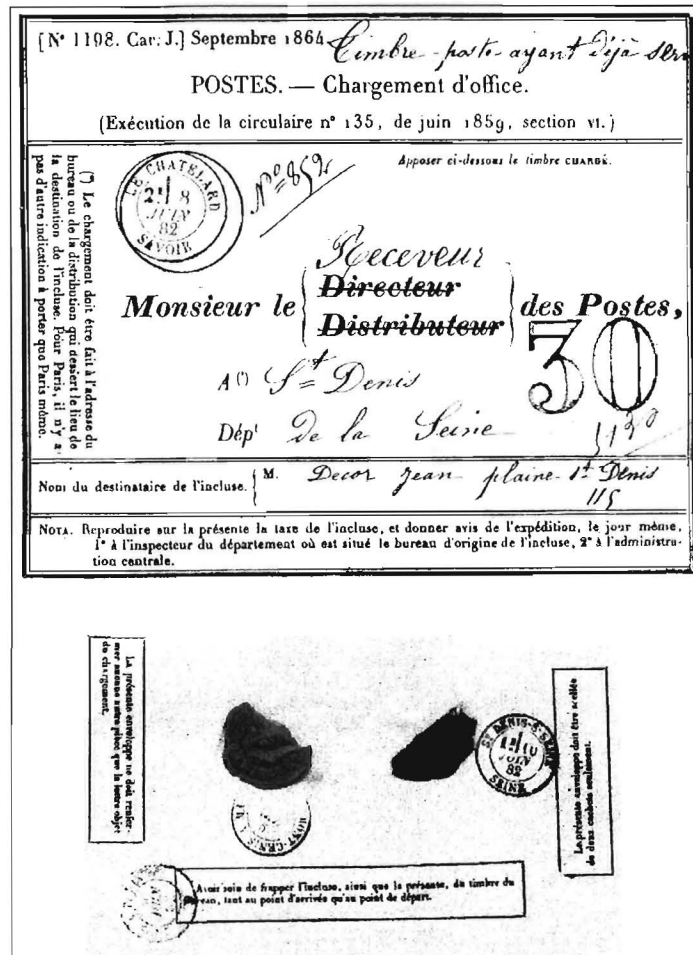 [N° 1198. Car. J.] Septembre 1864 Timbre-poste ayant déjà servi
POSTES. — Chargement d'office.
(Exécution de la circulaire n° 135, de juin 1859, section VI.)
(*) Le chargement doit être fait à l'adresse du
bureau ou de la distribution qui dessert le lieu de
la destination de l'incluse. Pour Paris, il n'y a
pas d'autre indication à porter que Paris même.
LE CHATELARD
2E 8
JUIN
82
SAVOIE
N° 852
Apposer ci-dessous le timbre CHARGÉ.
Receveur
Monsieur le Directeur des Postes,
Distributeur
30
A (*) St Denis
Dépt de la Seine
Nom du destinataire de l'incluse. M. Decor Jean plaine St Denis
115
NOTA. Reproduire sur la présente la taxe de l'incluse, et donner avis de l'expédition, le jour même,
1° à l'inspecteur du département où est situé le bureau d'origine de l'incluse, 2° à l'administra-
tion centrale.
La présente enveloppe ne doit renfer-
mer aucune autre pièce que la lettre objet
du chargement.
ST DENIS-S-SEINE
10
JUIN
82
La présente enveloppe doit être scellée
de deux cachets seulement.
MONT-CENIS
Avoir soin de frapper l'incluse, ainsi que la présente, du timbre du
bureau, tant au point d'arrivée qu'au point de départ.